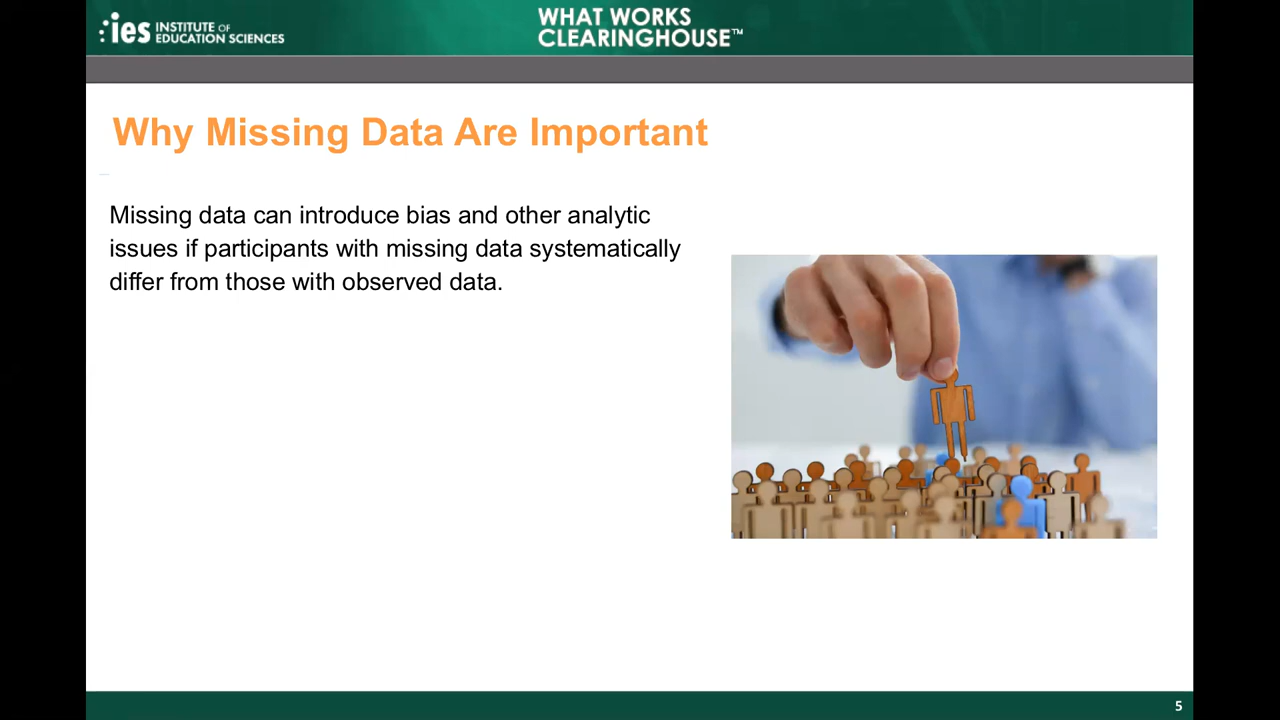 ies INSTITUTE OF
EDUCATION SCIENCES
WHAT WORKS
CLEARINGHOUSE™
Why Missing Data Are Important
Missing data can introduce bias and other analytic
issues if participants with missing data systematically
differ from those with observed data.
5